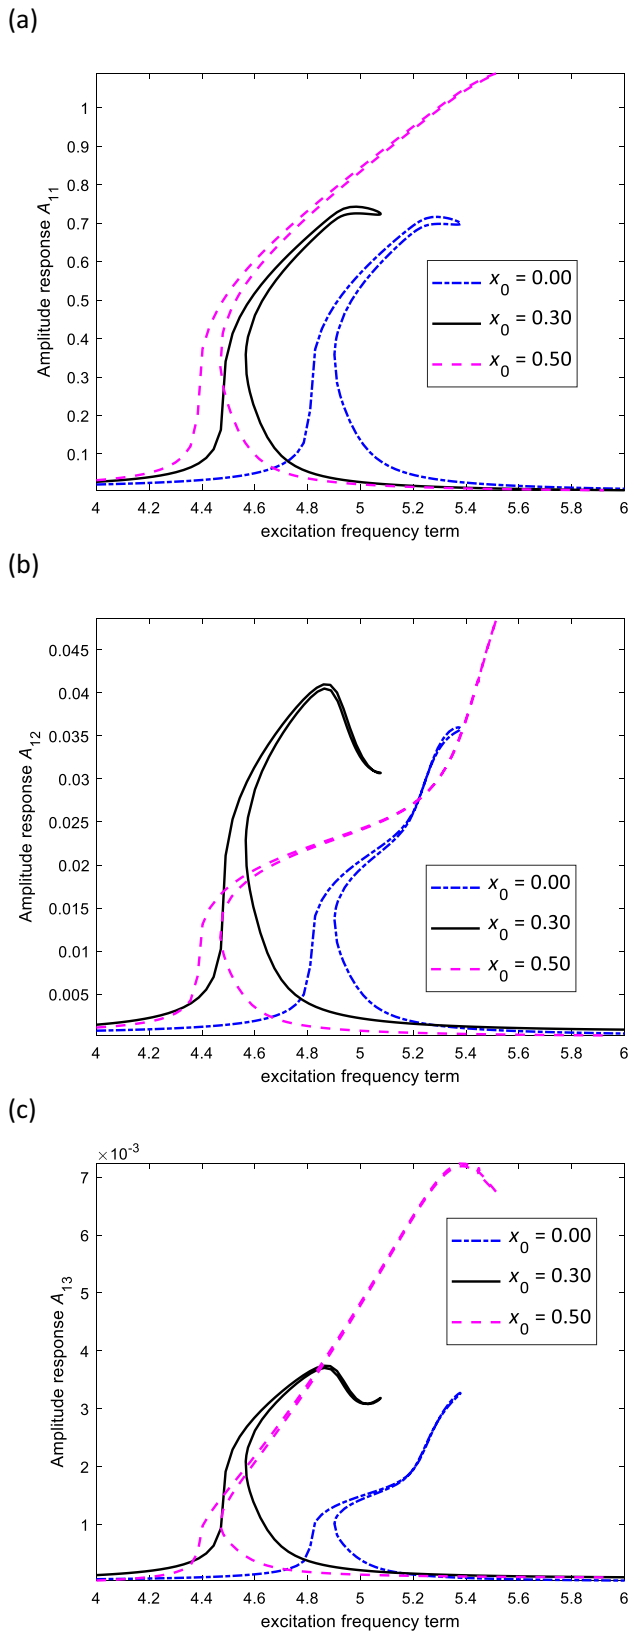 (a)
Amplitude response A11
1
0.9
0.8
0.7
0.6
0.5
0.4
0.3
0.2
0.1
x0 = 0.00
x0 = 0.30
x0 = 0.50
4 4.2 4.4 4.6 4.8 5 5.2 5.4 5.6 5.8 6
excitation frequency term
(b)
Amplitude response A12
0.045
0.04
0.035
0.03
0.025
0.02
0.015
0.01
0.005
x0 = 0.00
x0 = 0.30
x0 = 0.50
4 4.2 4.4 4.6 4.8 5 5.2 5.4 5.6 5.8 6
excitation frequency term
(c)
×10-3
Amplitude response A13
7
6
5
4
3
2
1
x0 = 0.00
x0 = 0.30
x0 = 0.50
4 4.2 4.4 4.6 4.8 5 5.2 5.4 5.6 5.8 6
excitation frequency term